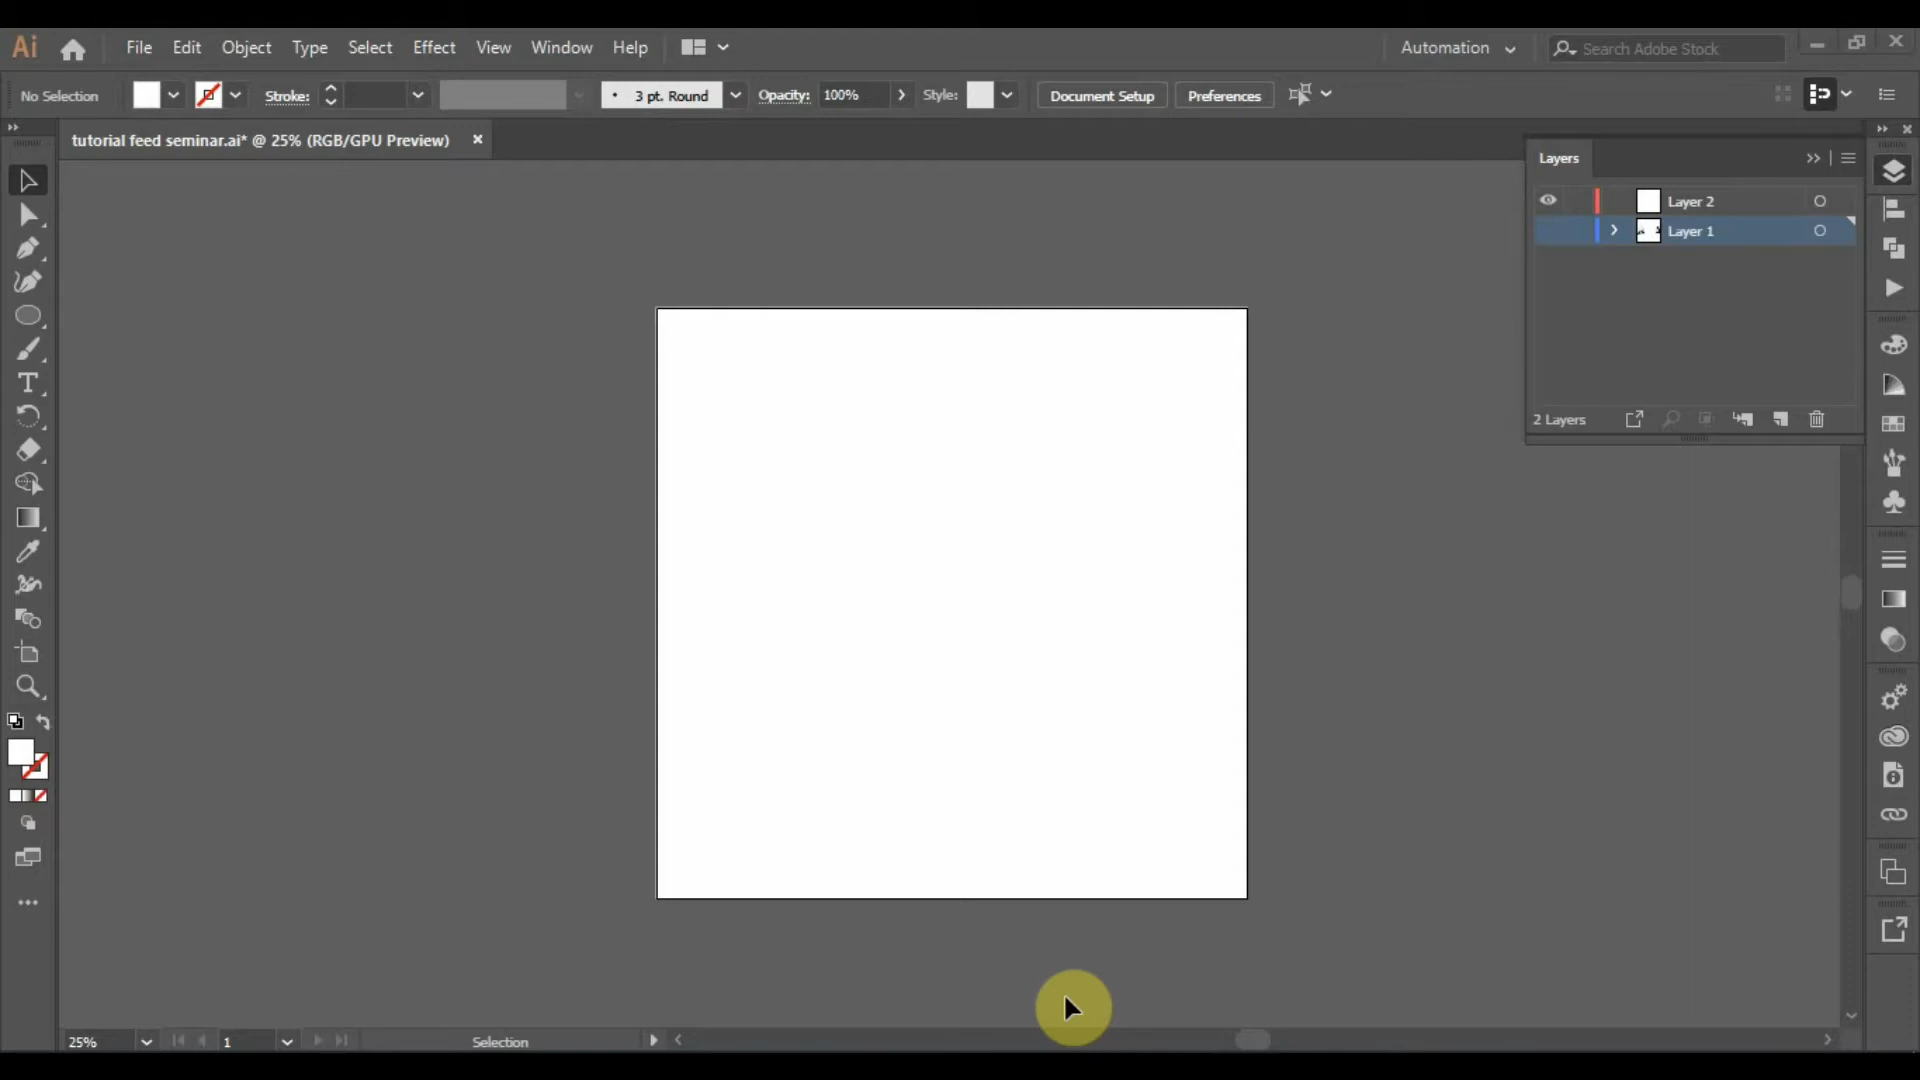 Ai File Edit Object Type Select Effect View Window Help Automation Search Adobe Stock
No Selection Stroke: 3 pt. Round Opacity: 100% Style: Document Setup Preferences
tutorial feed seminar.ai* @ 25% (RGB/GPU Preview)
Layers
Layer 2
Layer 1
2 Layers
25% 1 Selection